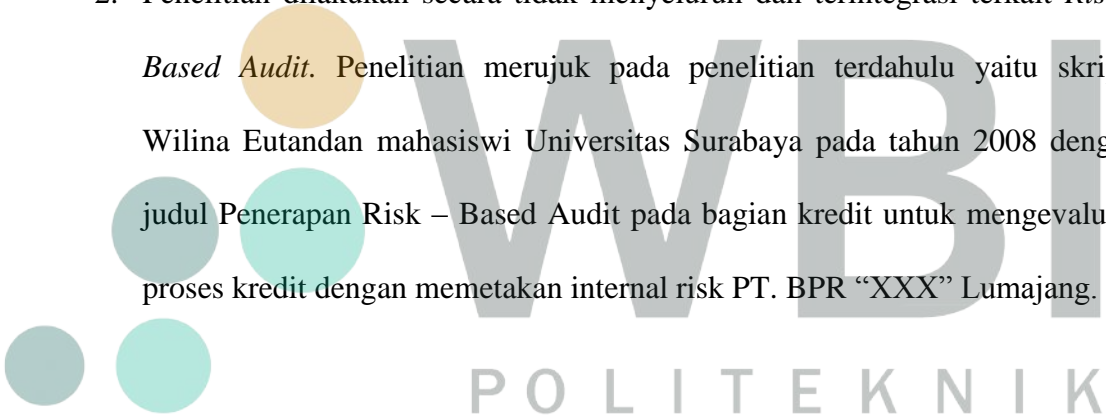 Based Audit. Penelitian merujuk pada penelitian terdahulu yaitu skri
Wilina Eutandan mahasiswi Universitas Surabaya pada tahun 2008 deng
judul Penerapan Risk – Based Audit pada bagian kredit untuk mengevalu
proses kredit dengan memetakan internal risk PT. BPR “XXX” Lumajang.
WBI
POLITEKNIK